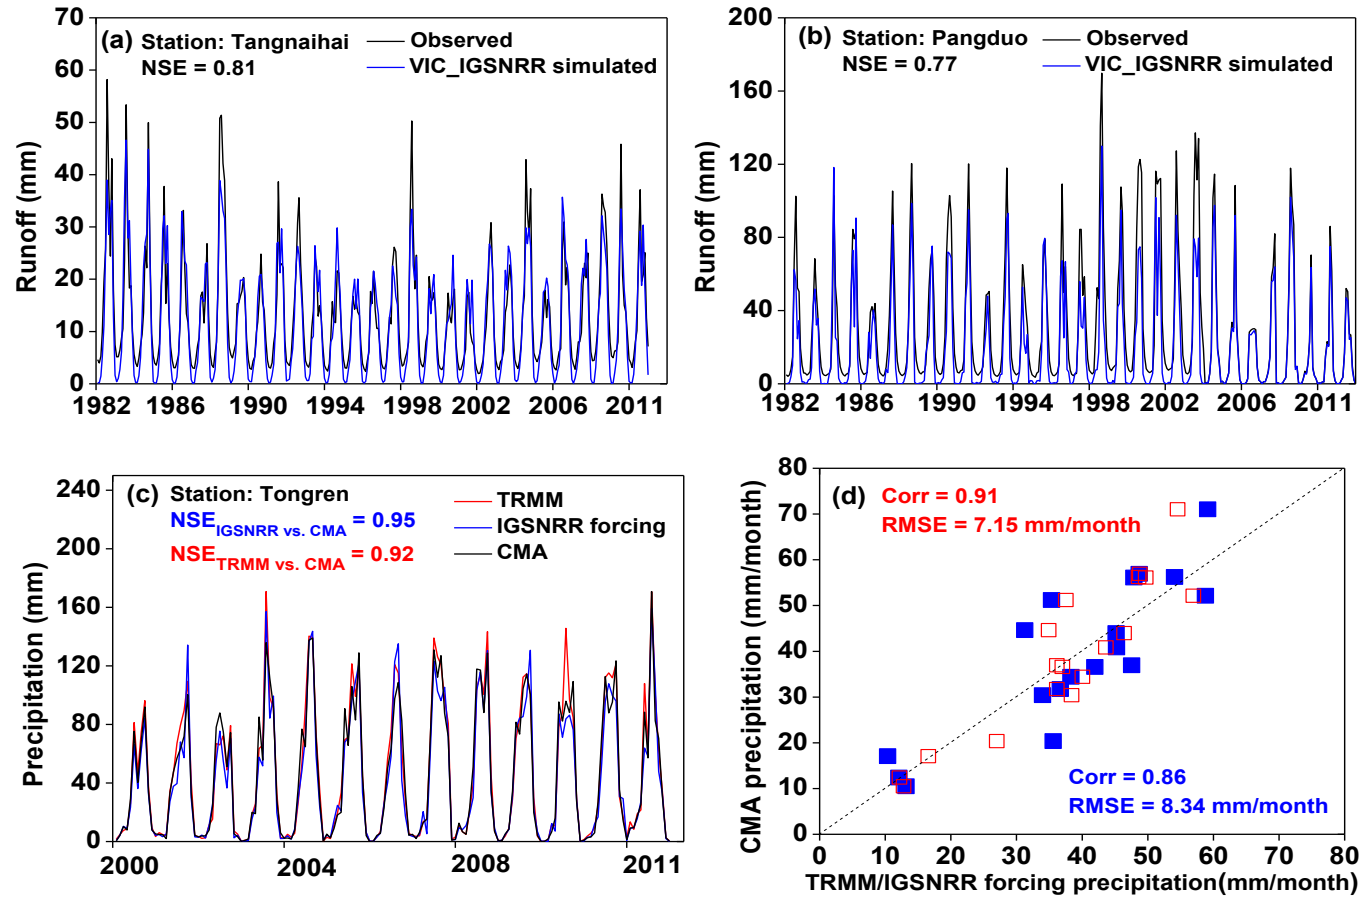 (a) Station: Tangnaihai
NSE = 0.81
Observed
VIC_IGSNRR simulated
Runoff (mm)
70
60
50
40
30
20
10
0
1982 1986 1990 1994 1998 2002 2006 2011
(b) Station: Pangduo
NSE = 0.77
Observed
VIC_IGSNRR simulated
Runoff (mm)
200
160
120
80
40
0
1982 1986 1990 1994 1998 2002 2006 2011
(c) Station: Tongren
NSE IGSNRR vs. CMA = 0.95
NSE TRMM vs. CMA = 0.92
TRMM
IGSNRR forcing
CMA
Precipitation (mm)
240
200
160
120
80
40
0
2000 2004 2008 2011
(d)
Corr = 0.91
RMSE = 7.15 mm/month
Corr = 0.86
RMSE = 8.34 mm/month
CMA precipitation (mm/month)
80
70
60
50
40
30
20
10
0
0 10 20 30 40 50 60 70 80
TRMM/IGSNRR forcing precipitation(mm/month)